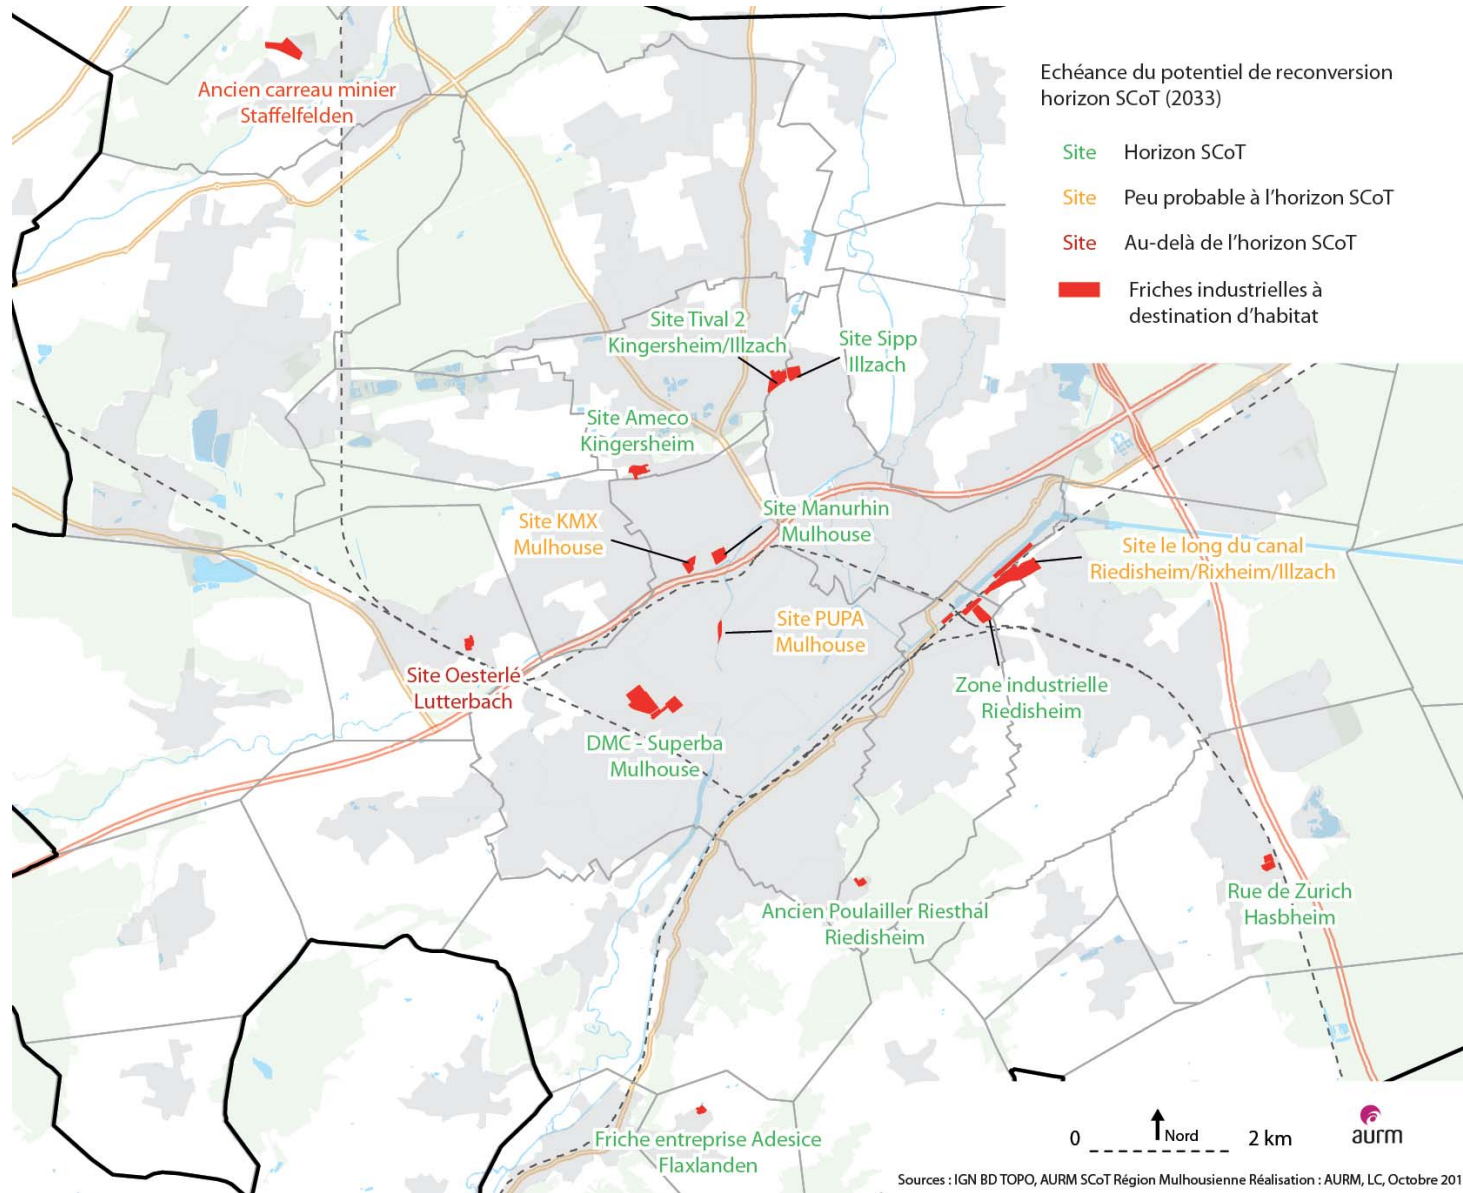 Ancien carreau minier
Staffelfelden
Echéance du potentiel de reconversion
horizon SCoT (2033)
Site Horizon SCoT
Site Peu probable à l'horizon SCoT
Site Au-delà de l'horizon SCoT
Friches industrielles à
destination d'habitat
Site Tival 2
Kingersheim/Illzach
Site Sipp
Illzach
Site Ameco
Kingersheim
Site KMX
Mulhouse
Site Manurhin
Mulhouse
Site le long du canal
Riedisheim/Rixheim/Illzach
Site PUPA
Mulhouse
Site Oesterlé
Lutterbach
Zone industrielle
Riedisheim
DMC - Superba
Mulhouse
Ancien Poulailler Riesthal
Riedisheim
Rue de Zurich
Hasbheim
Friche entreprise Adesice
Flaxlanden
0 Nord 2 km
aurm
Sources : IGN BD TOPO, AURM SCoT Région Mulhousienne Réalisation : AURM, LC, Octobre 201